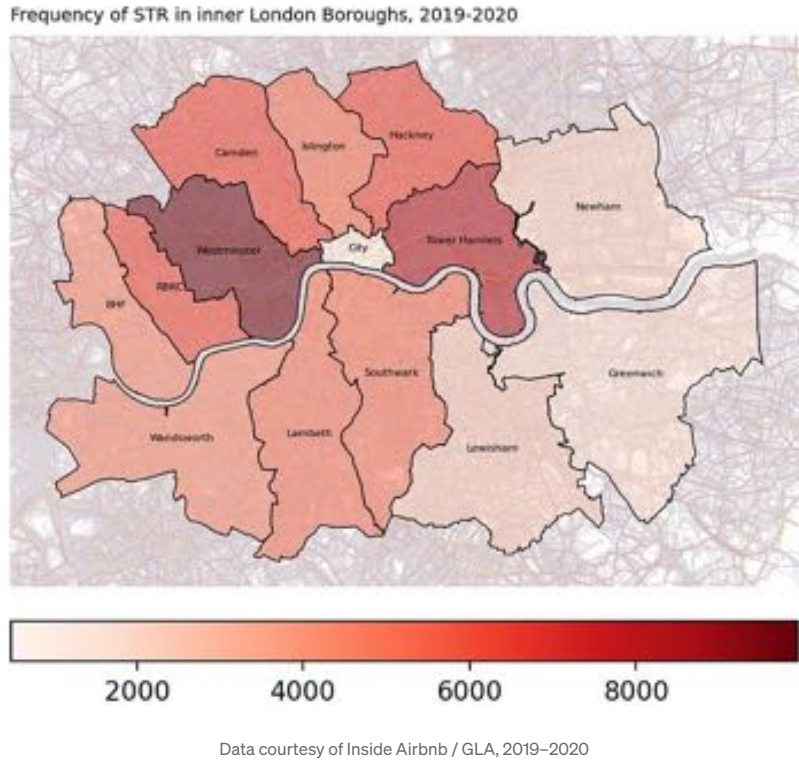 Frequency of STR in inner London Boroughs, 2019-2020
Hackney
Islington
Camden
Newham
Tower Hamlets
City
Westminster
RBKC
BHF
Southwark
Greenwich
Lambeth
Wandsworth
Lewisham
2000 4000 6000 8000
Data courtesy of Inside Airbnb / GLA, 2019–2020